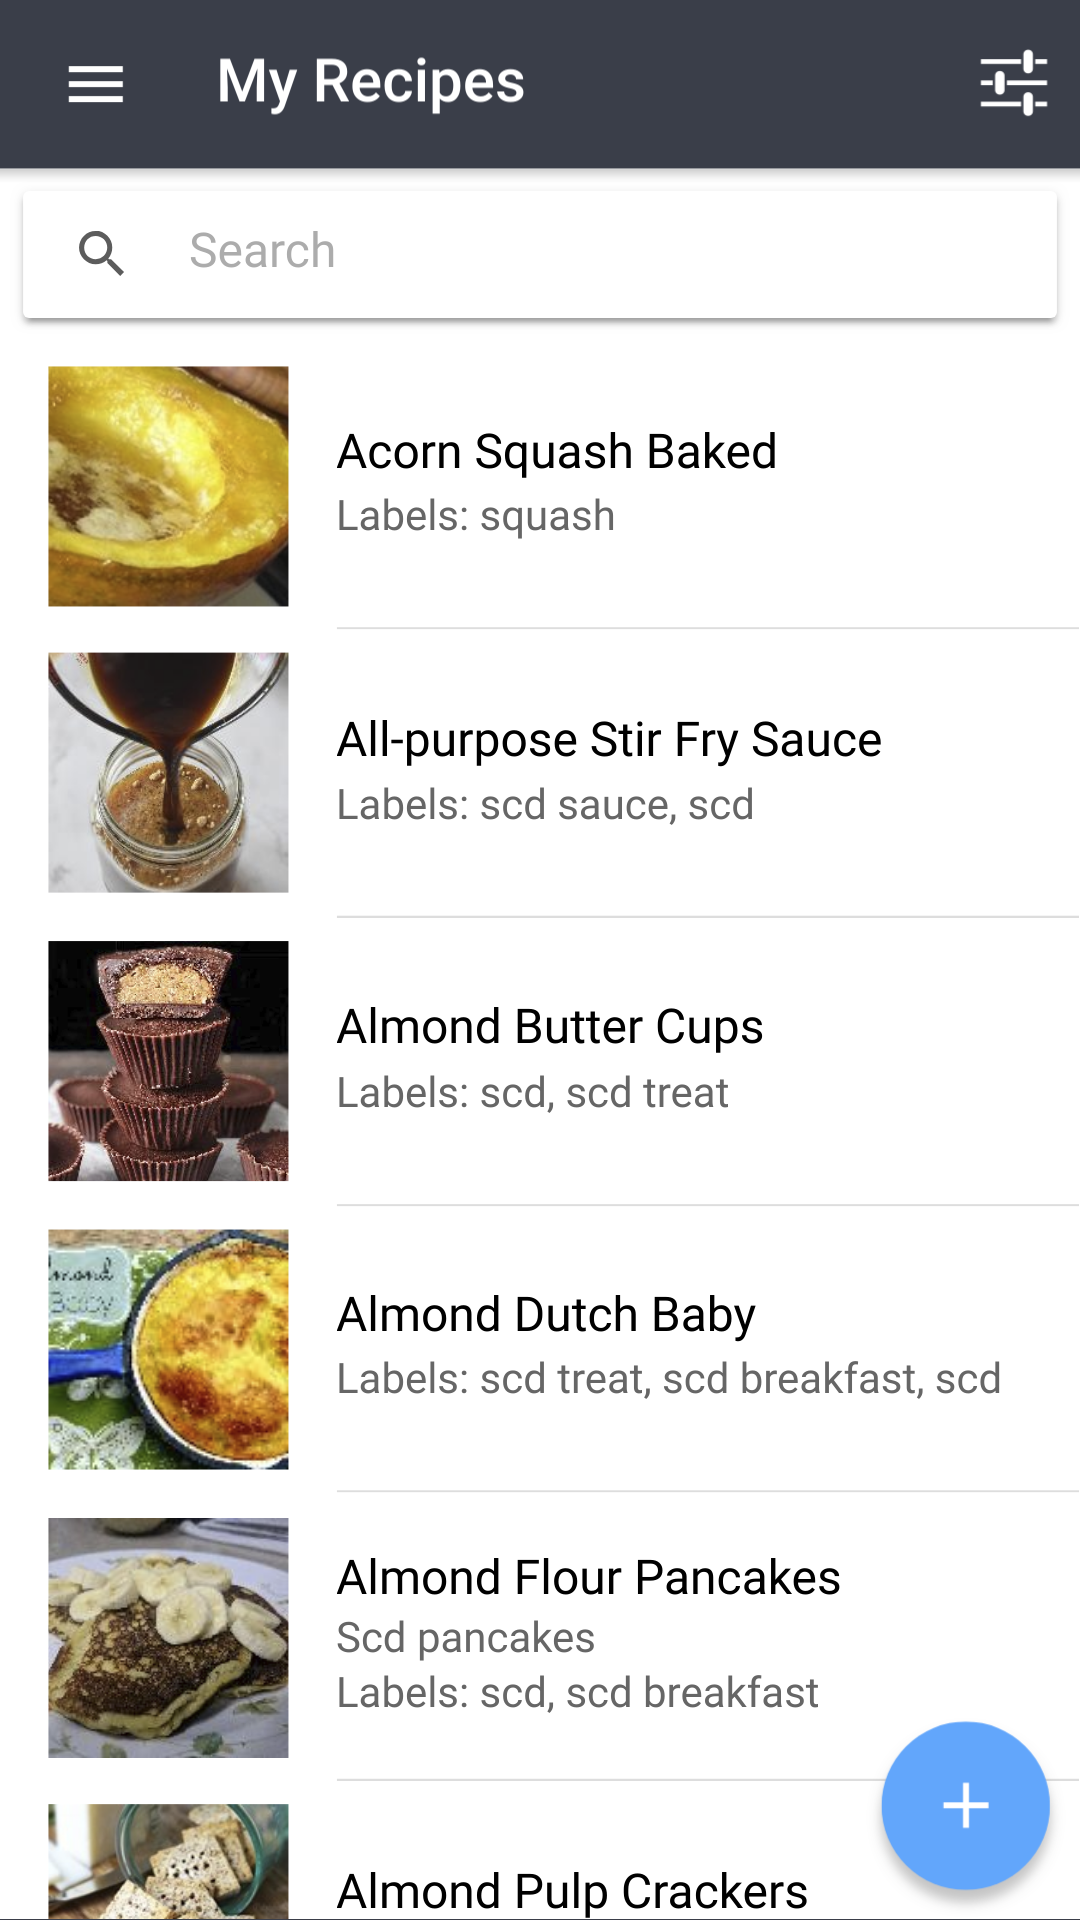 My Recipes
Search
Acorn Squash Baked
Labels: squash
All-purpose Stir Fry Sauce
Labels: scd sauce, scd
Almond Butter Cups
Labels: scd, scd treat
mond
Baby
Almond Dutch Baby
Labels: scd treat, scd breakfast, scd
Almond Flour Pancakes
Scd pancakes
Labels: scd, scd breakfast
Almond Pulp Crackers